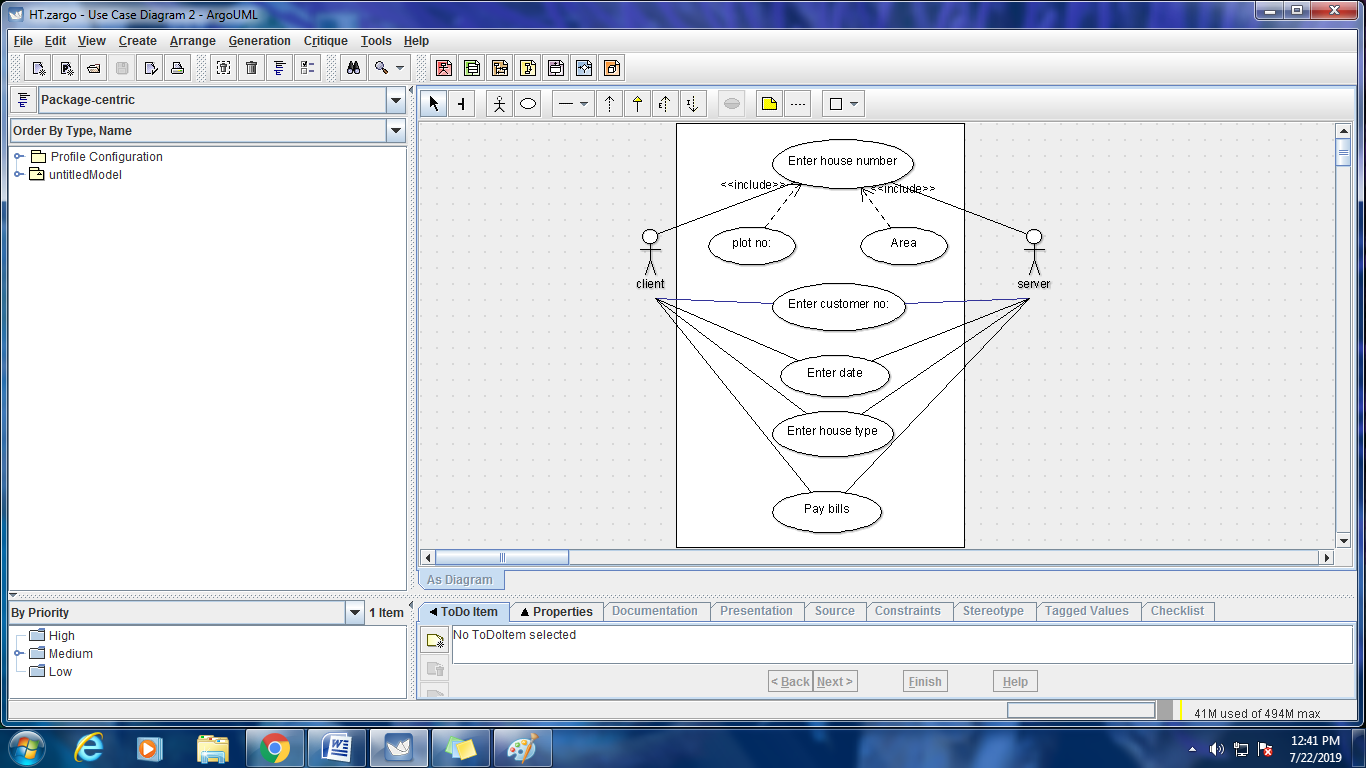 HT.zargo - Use Case Diagram 2 - ArgoUML
File Edit View Create Arrange Generation Critique Tools Help
Package-centric
Order By Type, Name
Profile Configuration
untitledModel
Enter house number
<<include>>
<<include>>
plot no:
Area
client
server
Enter customer no:
Enter date
Enter house type
Pay bills
As Diagram
By Priority
1 Item
High
Medium
Low
ToDo Item Properties Documentation Presentation Source Constraints Stereotype Tagged Values Checklist
No ToDoItem selected
< Back Next > Finish Help
41M used of 494M max
12:41 PM
7/22/2019